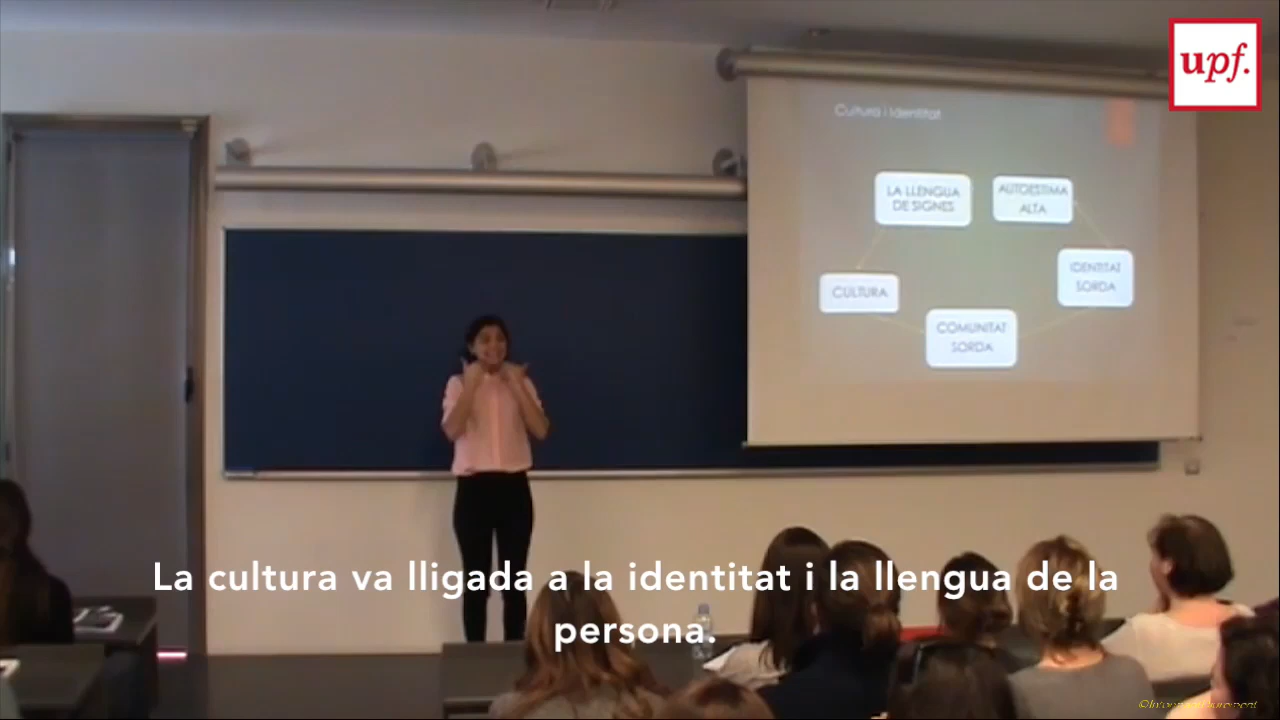 upf.
Cultura i Identitat
LA LLENGUA
DE SIGNES
AUTOESTIMA
ALTA
IDENTITAT
SORDA
CULTURA
COMUNITAT
SORDA
La cultura va lligada a la identitat i la llengua de la
persona.